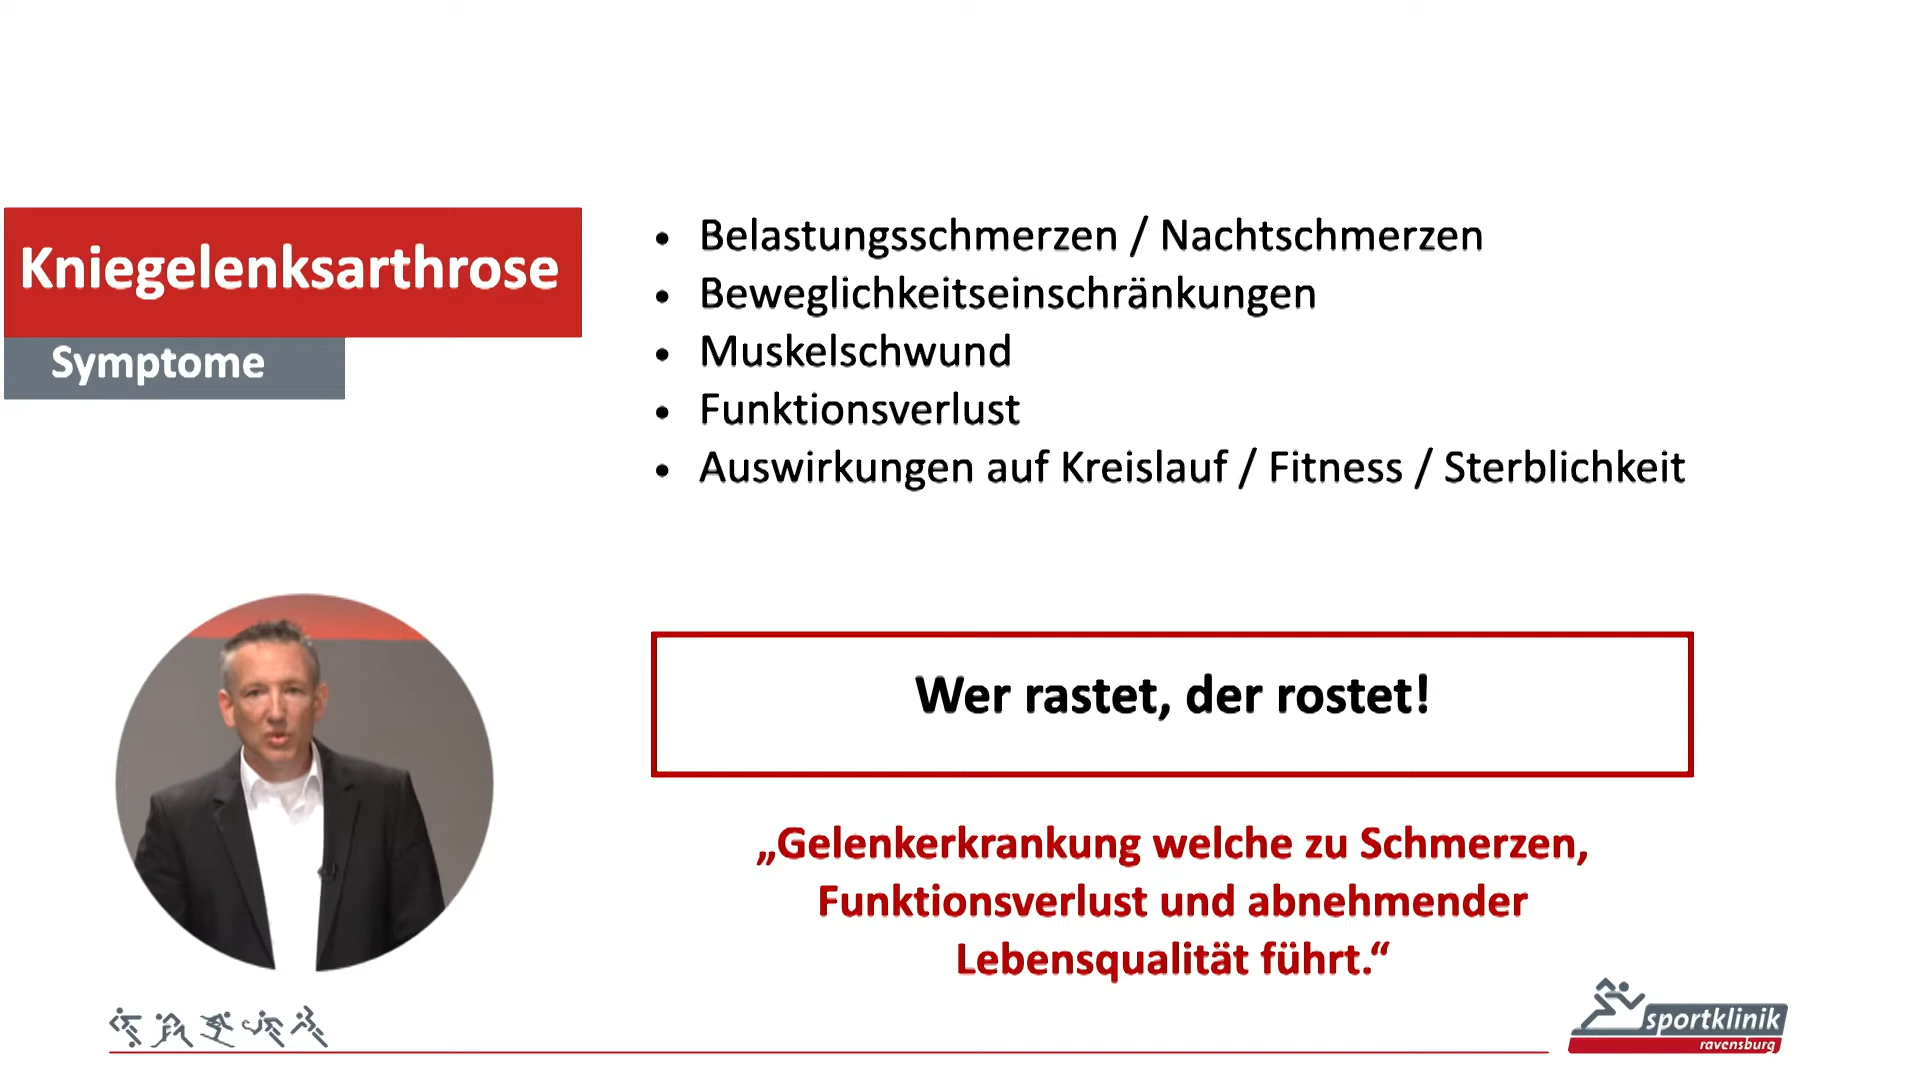 Kniegelenksarthrose
Symptome
• Belastungsschmerzen / Nachtschmerzen
• Beweglichkeitseinschränkungen
• Muskelschwund
• Funktionsverlust
• Auswirkungen auf Kreislauf / Fitness / Sterblichkeit
Wer rastet, der rostet!
„Gelenkerkrankung welche zu Schmerzen,
Funktionsverlust und abnehmender
Lebensqualität führt.“
sportklinik
ravensburg